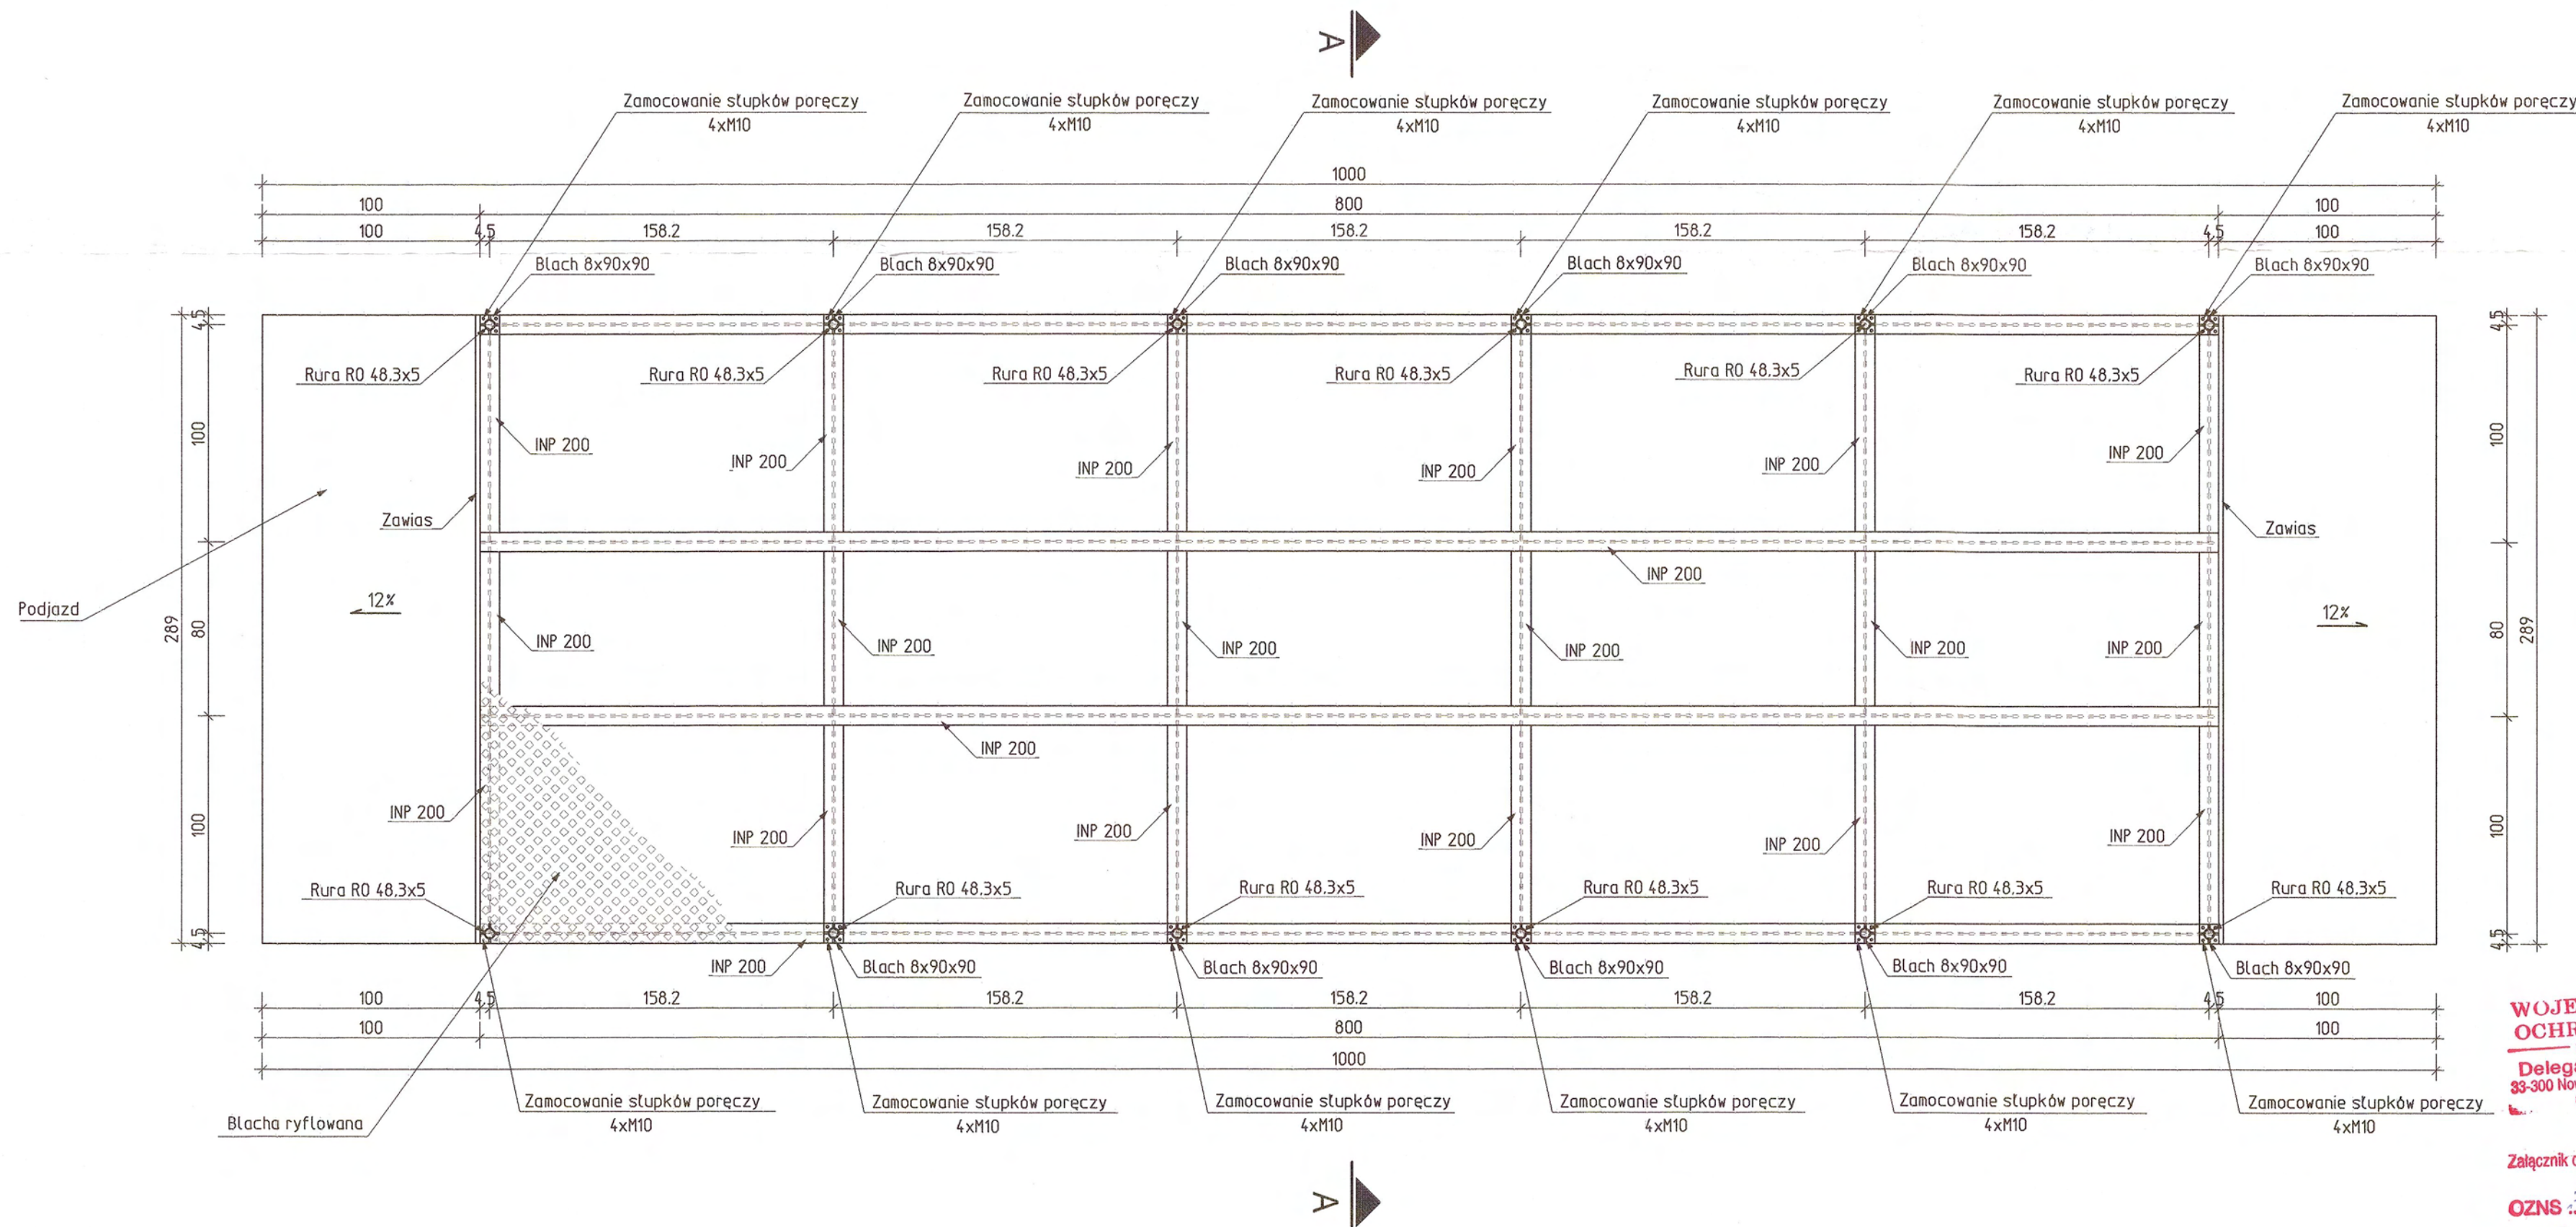 A
Zamocowanie słupków poręczy
4xM10
Zamocowanie słupków poręczy
4xM10
Zamocowanie słupków poręczy
4xM10
Zamocowanie słupków poręczy
4xM10
Zamocowanie słupków poręczy
4xM10
Zamocowanie słupków poręczy
4xM10
1000
100
800
100
100
4.5
158.2
158.2
158.2
158.2
158.2
4.5
100
Blach 8x90x90
Blach 8x90x90
Blach 8x90x90
Blach 8x90x90
Blach 8x90x90
Blach 8x90x90
4.5
4.5
Rura RO 48.3x5
Rura RO 48.3x5
Rura RO 48.3x5
Rura RO 48.3x5
Rura RO 48.3x5
Rura RO 48.3x5
100
INP 200
INP 200
INP 200
INP 200
INP 200
INP 200
100
Zawias
Zawias
INP 200
INP 200
Podjazd
12%
12%
289
80
INP 200
INP 200
INP 200
INP 200
INP 200
INP 200
80
289
INP 200
100
INP 200
INP 200
INP 200
INP 200
INP 200
INP 200
100
Rura RO 48.3x5
Rura RO 48.3x5
Rura RO 48.3x5
Rura RO 48.3x5
Rura RO 48.3x5
Rura RO 48.3x5
4.5
4.5
INP 200
Blach 8x90x90
Blach 8x90x90
Blach 8x90x90
Blach 8x90x90
Blach 8x90x90
100
4.5
158.2
158.2
158.2
158.2
158.2
4.5
100
100
800
100
1000
Blacha ryflowana
Zamocowanie słupków poręczy
4xM10
Zamocowanie słupków poręczy
4xM10
Zamocowanie słupków poręczy
4xM10
Zamocowanie słupków poręczy
4xM10
Zamocowanie słupków poręczy
4xM10
Zamocowanie słupków poręczy
4xM10
A
WOJE
OCHR
Delega
33-300 Now
Załącznik d
OZNS